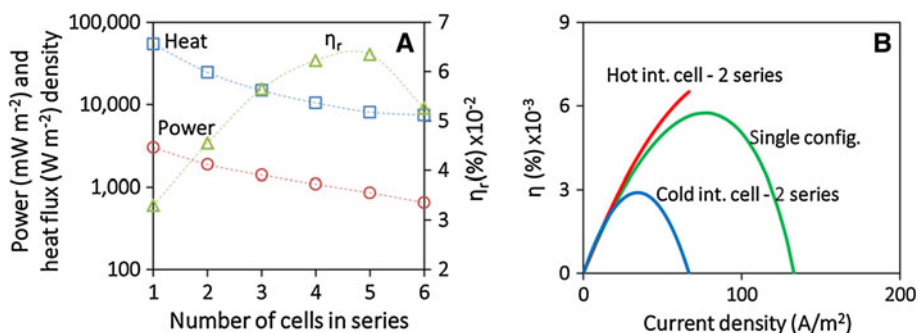 Power (mW m⁻²) and
heat flux (W m⁻²) density
100,000
10,000
1,000
100
Heat
Power
ηr
A
7
6
5
4
3
2
ηr(%) x10⁻²
1 2 3 4 5 6
Number of cells in series
η (%) x10⁻³
9
6
3
0
B
Hot int. cell - 2 series
Single config.
Cold int. cell - 2 series
0 100 200
Current density (A/m²)